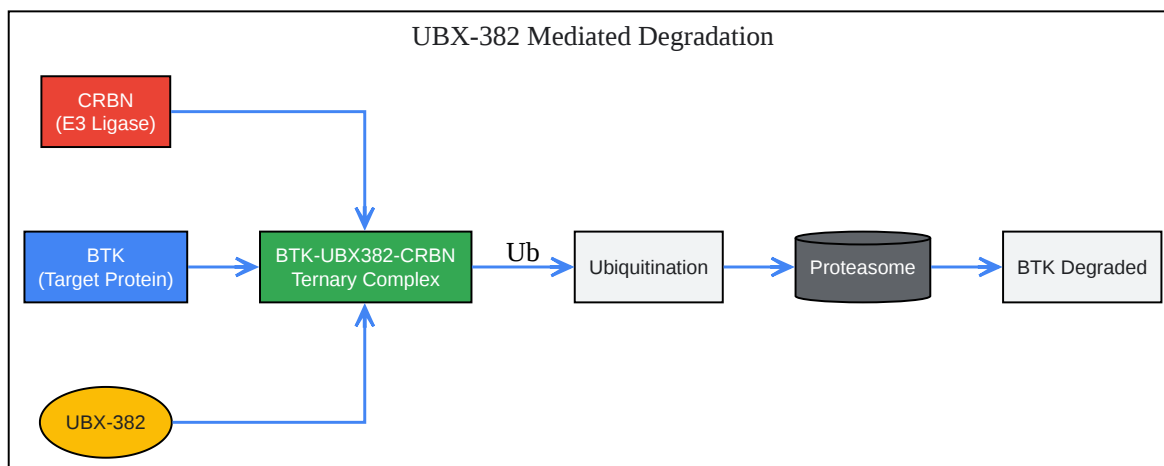 UBX-382 Mediated Degradation
CRBN
(E3 Ligase)
BTK
(Target Protein)
BTK-UBX382-CRBN
Ternary Complex
Ub
Ubiquitination
Proteasome
BTK Degraded
UBX-382